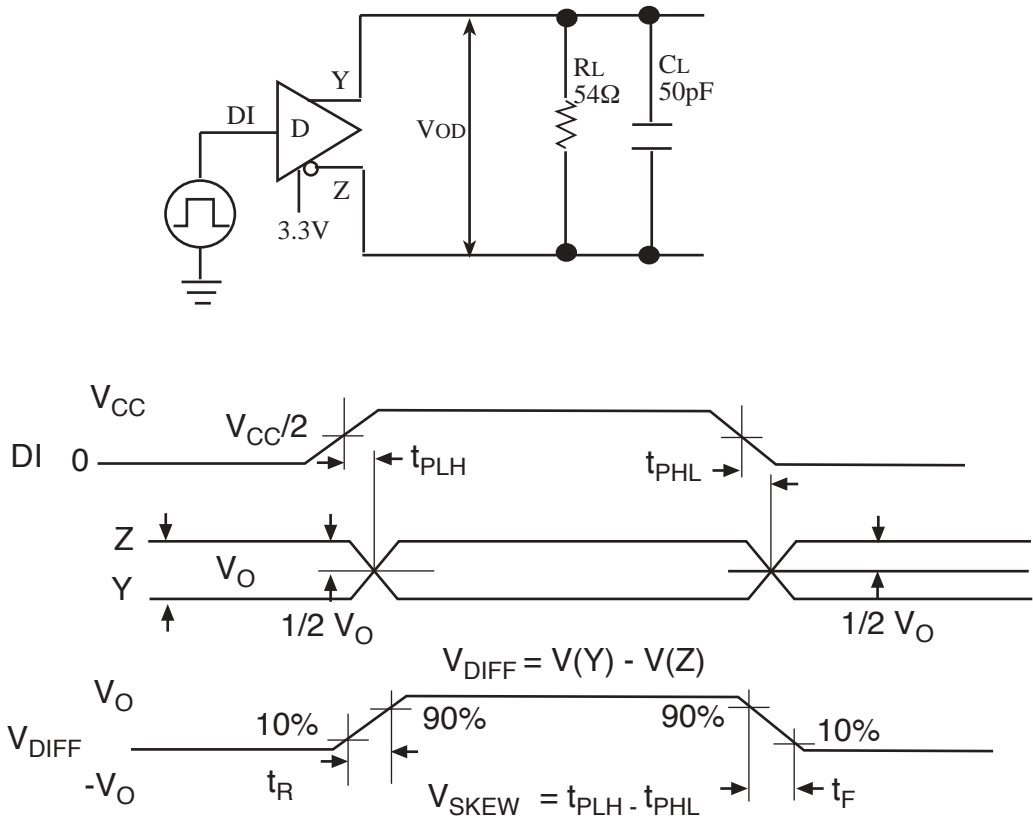 Y
RL
54Ω
CL
50pF
DI
D
VOD
Z
3.3V
VCC
VCC/2
DI 0
tPLH
tPHL
Z
VO
Y
1/2 VO
1/2 VO
VDIFF = V(Y) - V(Z)
VO
10%
90%
90%
10%
VDIFF
-VO
tR
VSKEW = tPLH - tPHL
tF